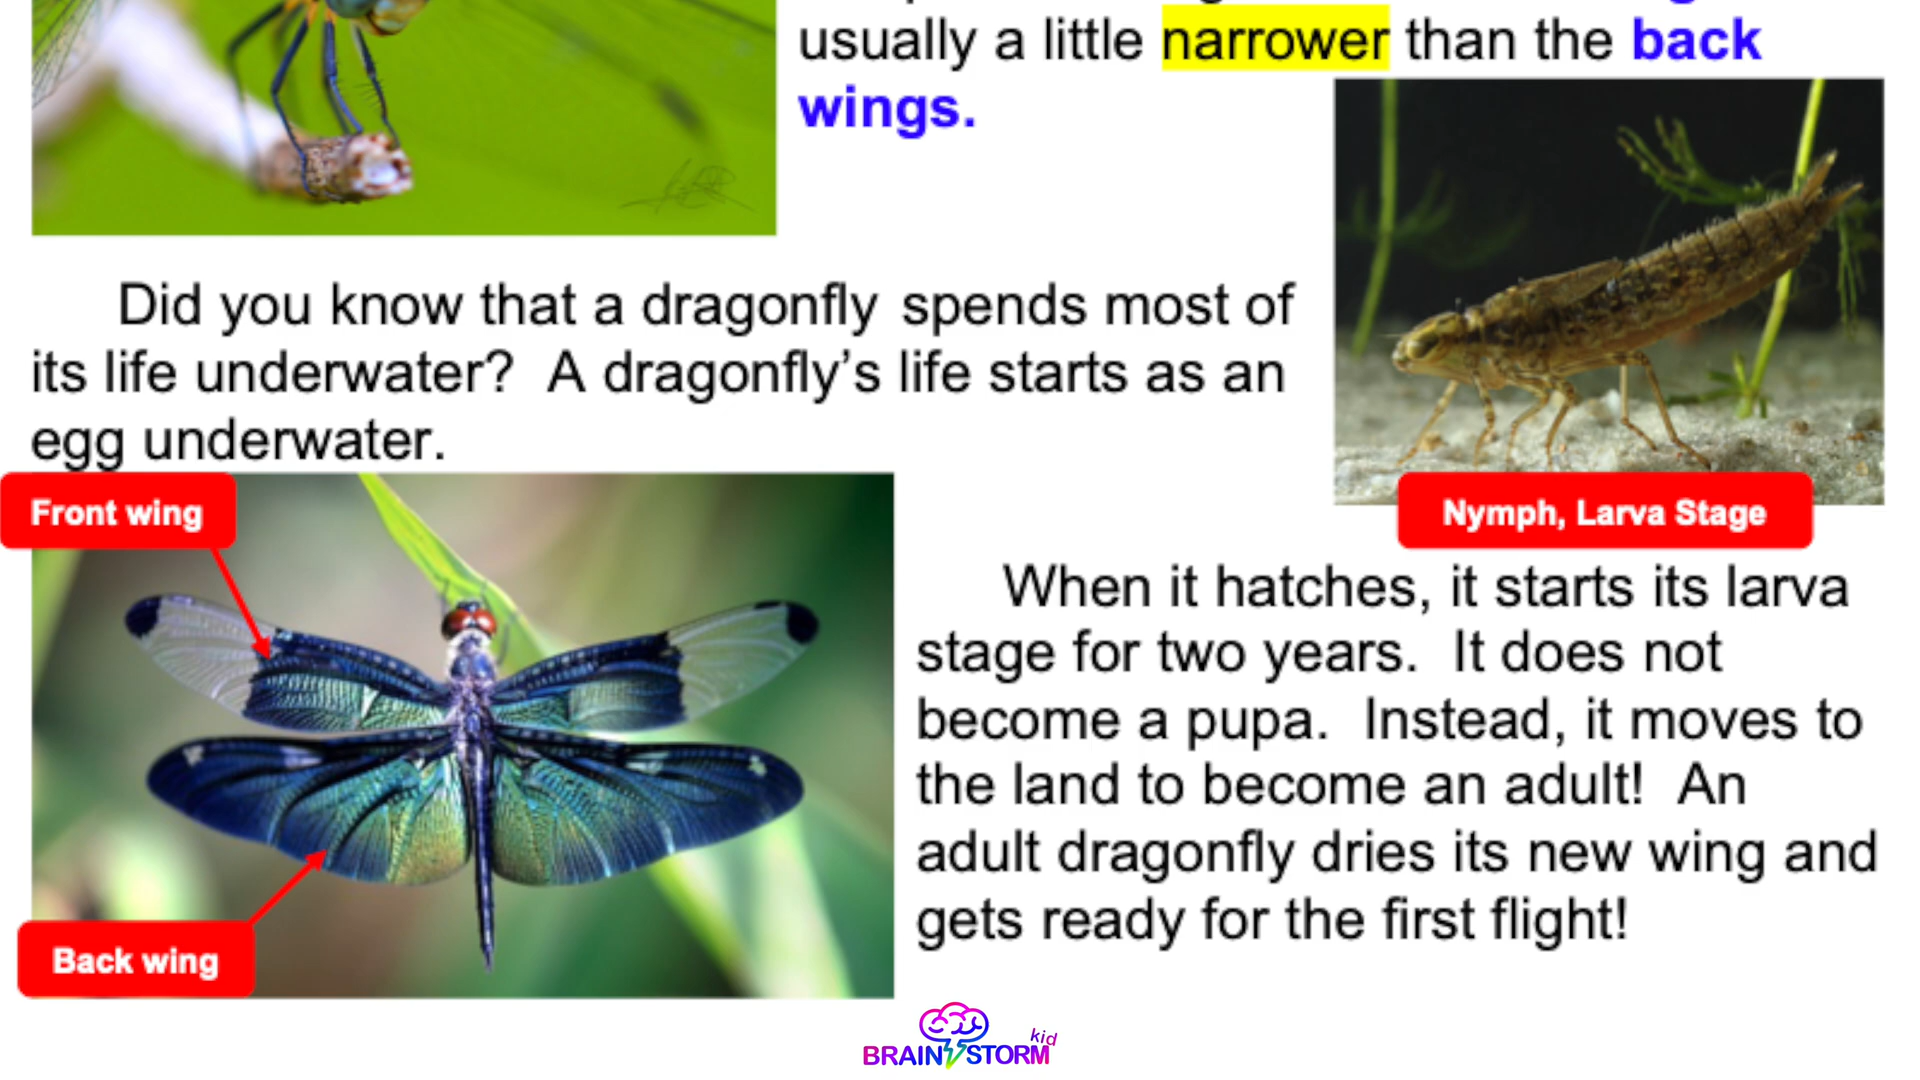 usually a little narrower than the back
wings.
Did you know that a dragonfly spends most of
its life underwater? A dragonfly’s life starts as an
egg underwater.
Front wing
Back wing
Nymph, Larva Stage
When it hatches, it starts its larva
stage for two years. It does not
become a pupa. Instead, it moves to
the land to become an adult! An
adult dragonfly dries its new wing and
gets ready for the first flight!
BRAINSTORM kid